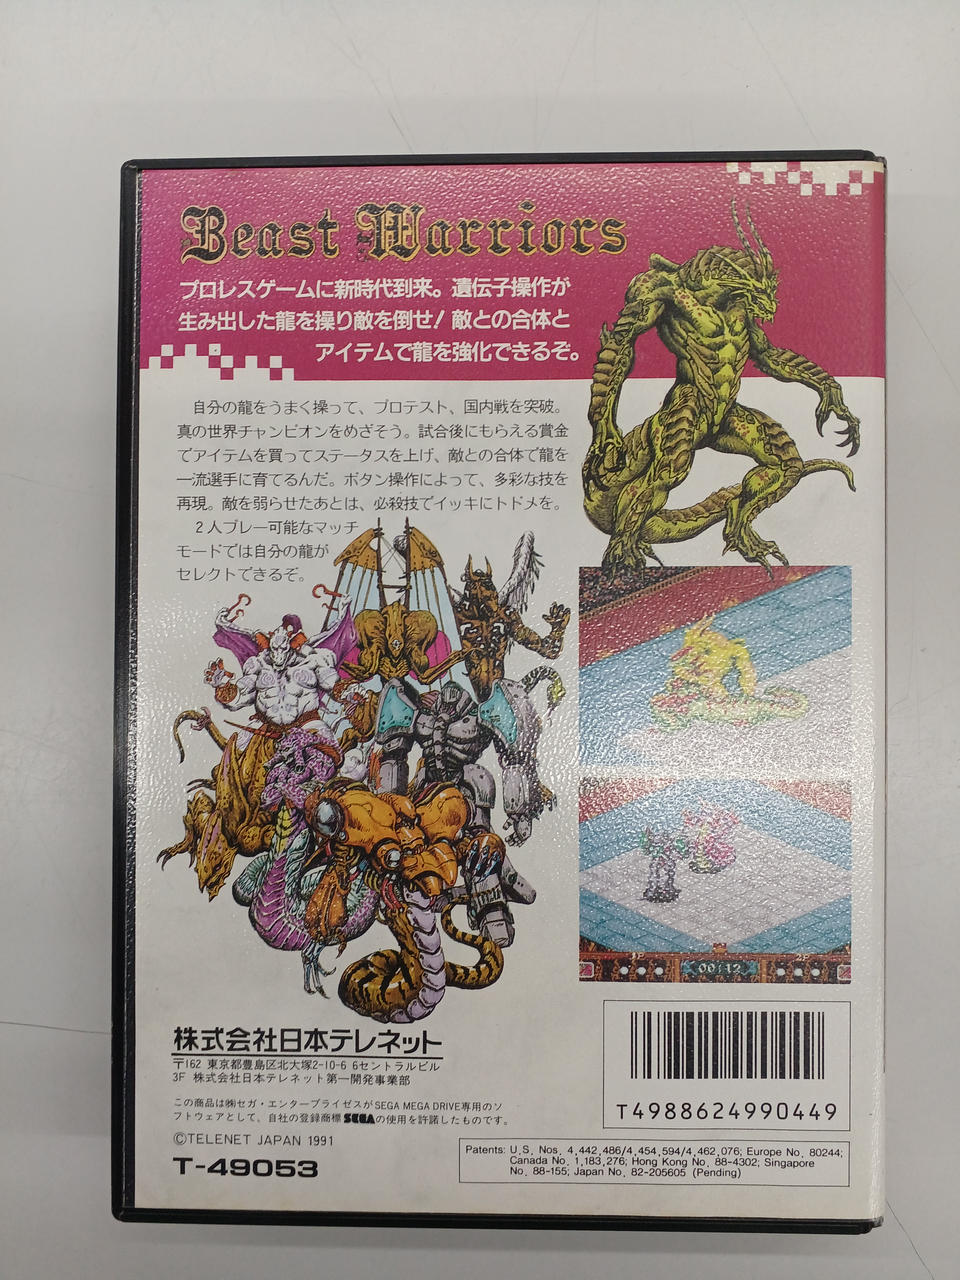 Beast Warriors
プロレスゲームに新時代到来。遺伝子操作が
生み出した龍を操り敵を倒せ！敵との合体と
アイテムで龍を強化できるぞ。
自分の龍をうまく操って、プロテスト、国内戦を突破。
真の世界チャンピオンをめざそう。試合後にもらえる賞金
でアイテムを買ってステータスを上げ、敵との合体で龍を
一流選手に育てるんだ。ボタン操作によって、多彩な技を
再現。敵を弱らせたあとは、必殺技でイッキにトドメを。
2人プレー可能なマッチ
モードでは自分の龍が
セレクトできるぞ。
1P 00'12 2P
株式会社日本テレネット
〒162 東京都豊島区北大塚2-10-6 6セントラルビル
3F 株式会社日本テレネット第一開発事業部
この商品は㈱セガ・エンタープライゼスがSEGA MEGA DRIVE専用のソ
フトウェアとして、自社の登録商標SEGAの使用を許諾したものです。
©TELENET JAPAN 1991
T-49053
T4988624990449
Patents: U.S. Nos. 4,442,486/4,454,594/4,462,076; Europe No. 80244;
Canada No. 1,183,276; Hong Kong No. 88-4302; Singapore
No. 88-155; Japan No. 82-205605 (Pending)